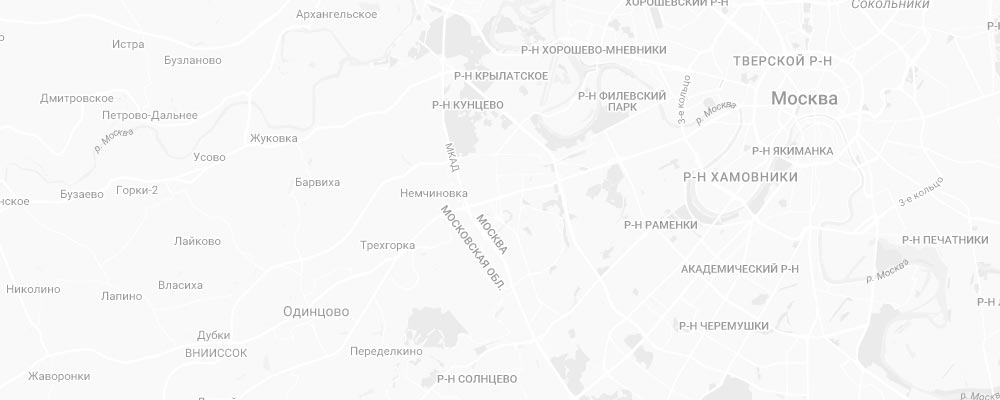 ХОРОШЕВСКИЙ Р-Н
Сокольники
Архангельское
Истра
Р-Н ХОРОШЕВО-МНЕВНИКИ
Бузланово
ТВЕРСКОЙ Р-Н
Р-Н КРЫЛАТСКОЕ
3-е кольцо
Дмитровское
Р-Н КУНЦЕВО
Р-Н ФИЛЕВСКИЙ
ПАРК
Москва
Петрово-Дальнее
р. Москва
р. Москва
Жуковка
Р-Н ЯКИМАНКА
Усово
МКАД
Р-Н ХАМОВНИКИ
Барвиха
Бузаево
Горки-2
Немчиновка
3-е кольцо
нское
МОСКВА
МОСКОВСКАЯ ОБЛ.
Р-Н РАМЕНКИ
Лайково
Трехгорка
Р-Н ПЕЧАТНИКИ
АКАДЕМИЧЕСКИЙ Р-Н
р. Москва
Николино
Лапино
Власиха
Одинцово
Р-Н ЧЕРЕМУШКИ
Дубки
ВНИИССОК
Переделкино
Жаворонки
Р-Н СОЛНЦЕВО
р. Москва